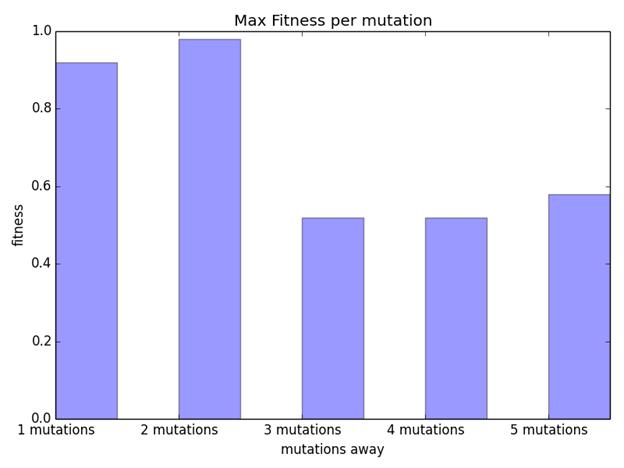 Max Fitness per mutation
1.0
0.8
0.6
0.4
0.2
0.0
fitness
1 mutations 2 mutations 3 mutations 4 mutations 5 mutations
mutations away